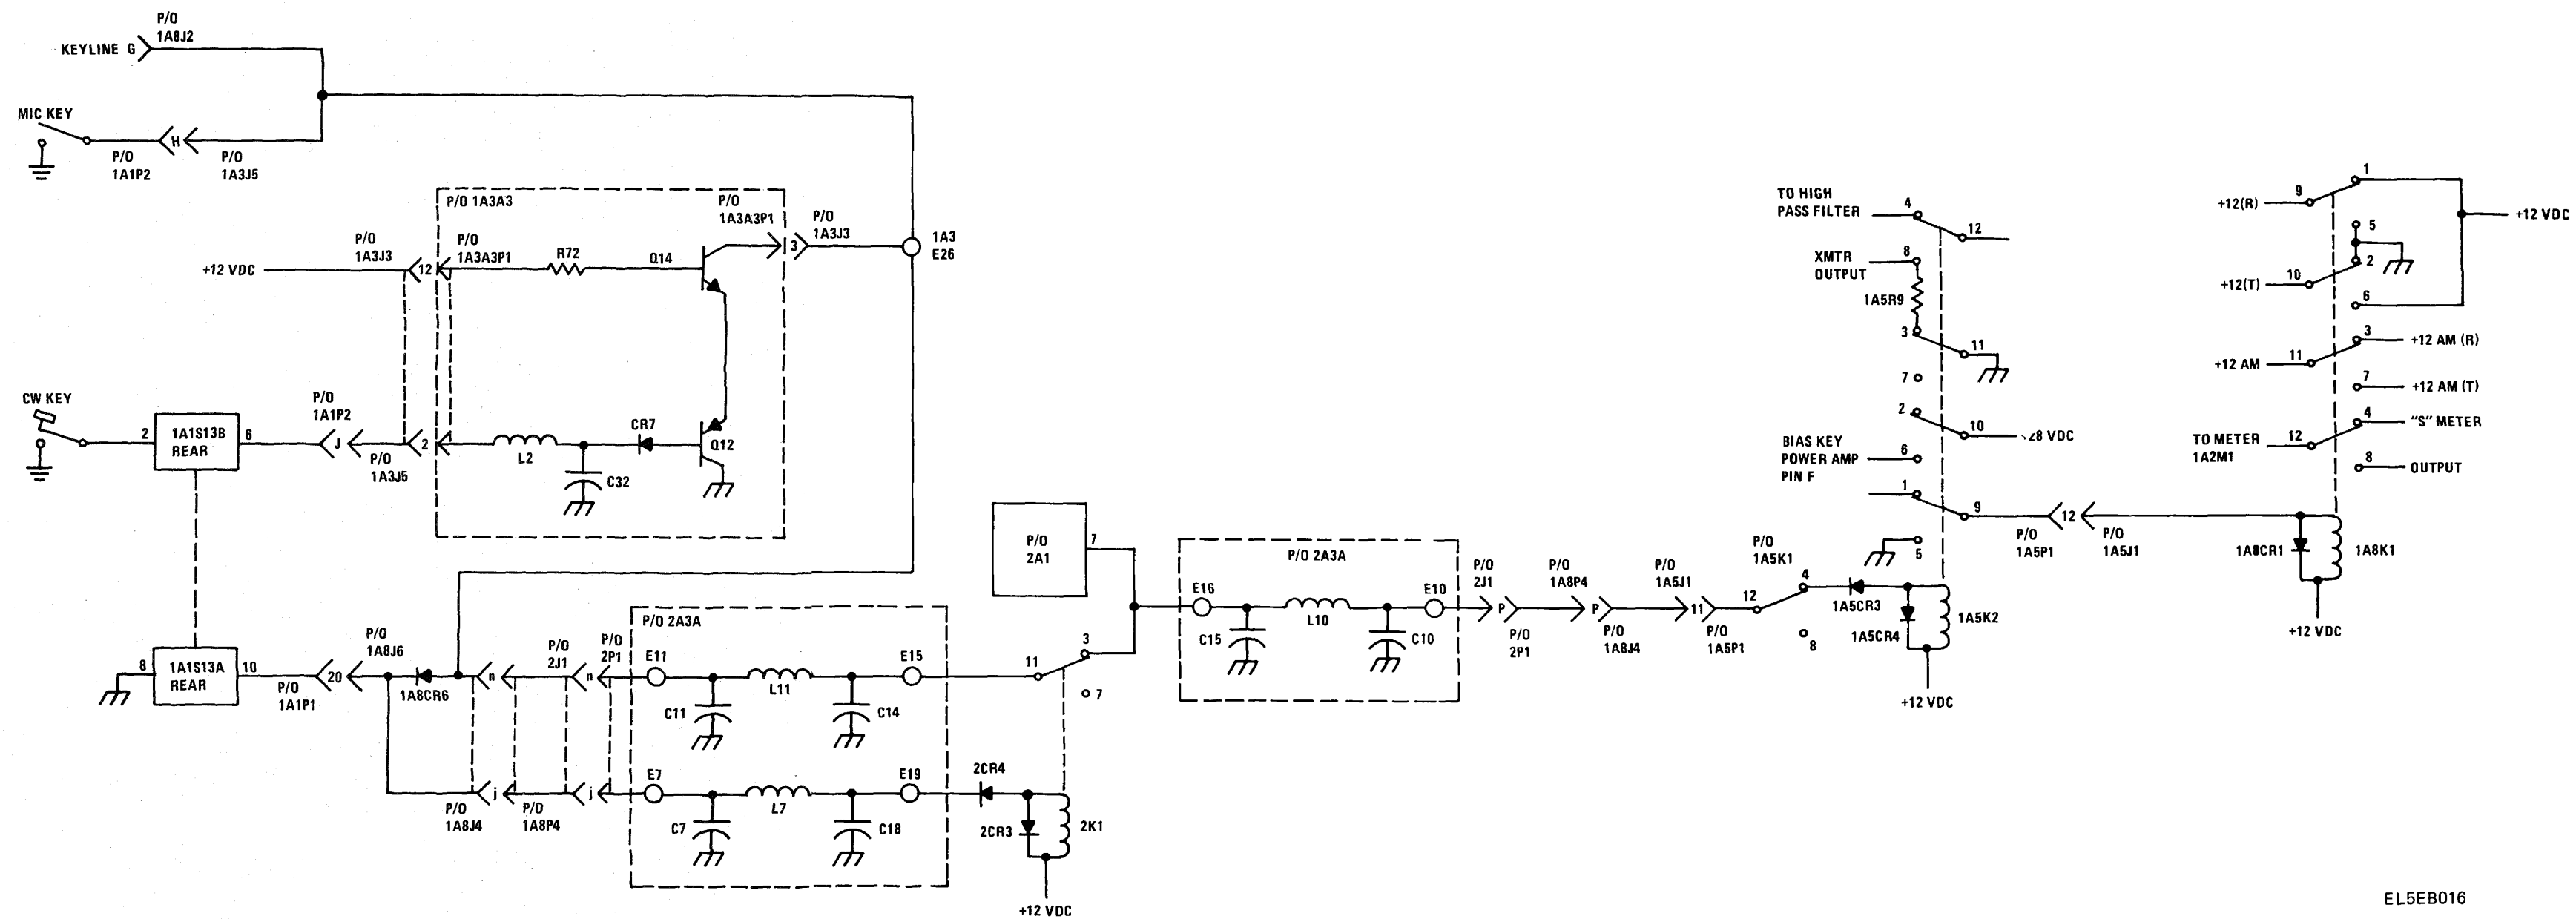 P/O
1A8J2
KEYLINE G
MIC KEY
H
P/O
1A1P2
P/O
1A3J5
P/O 1A3A3
P/O
1A3A3P1
P/O
1A3J3
3
1A3
E26
+12 VDC
P/O
1A3J3
12
P/O
1A3A3P1
R72
Q14
CW KEY
2
1A1S13B
REAR
6
P/O
1A1P2
J
P/O
1A3J5
2
L2
C32
CR7
Q12
8
1A1S13A
REAR
10
P/O
1A1P1
20
P/O
1A8J6
1A8CR6
n
P/O
2J1
n
P/O
2P1
P/O 2A3A
E11
C11
L11
C14
E15
11
3
7
j
P/O
1A8J4
P/O
1A8P4
j
E7
C7
L7
C18
E19
2CR4
2CR3
2K1
+12 VDC
P/O
2A1
7
P/O 2A3A
E16
C15
L10
C10
E10
P/O
2J1
P
P/O
2P1
P/O
1A8P4
P
P/O
1A8J4
P/O
1A5J1
11
P/O
1A5P1
P/O
1A5K1
12
4
8
1A5CR3
1A5CR4
1A5K2
+12 VDC
TO HIGH
PASS FILTER
4
12
XMTR
OUTPUT
8
1A5R9
3
11
7
2
10
28 VDC
BIAS KEY
POWER AMP
PIN F
6
1
9
5
P/O
1A5P1
12
P/O
1A5J1
1A8CR1
1A8K1
+12 VDC
+12(R)
9
1
+12 VDC
5
+12(T)
10
2
6
+12 AM
11
3
+12 AM (R)
7
+12 AM (T)
TO METER
1A2M1
12
4
"S" METER
8
OUTPUT
EL5EB016